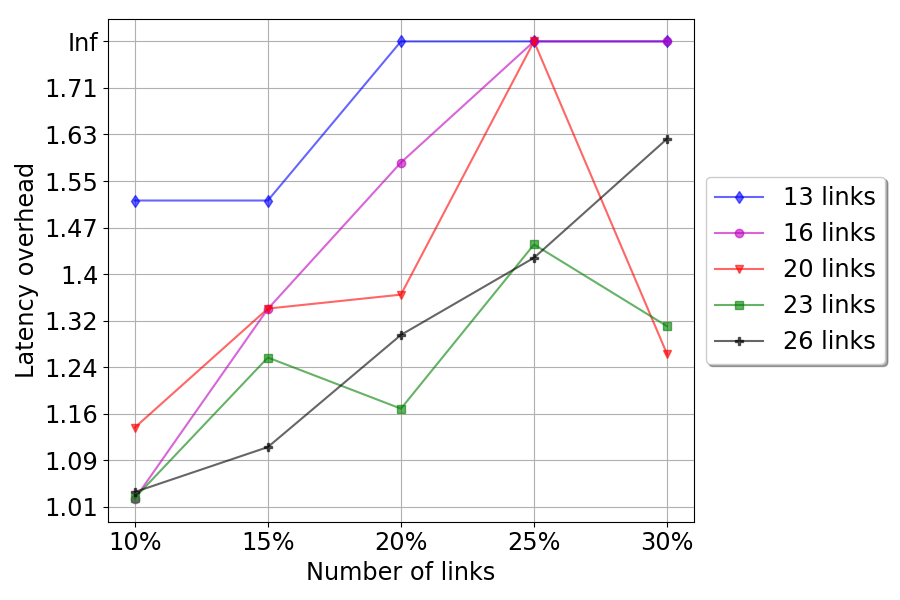 Inf
1.71
1.63
1.55
1.47
1.4
1.32
1.24
1.16
1.09
1.01
Latency overhead
10% 15% 20% 25% 30%
Number of links
13 links
16 links
20 links
23 links
26 links